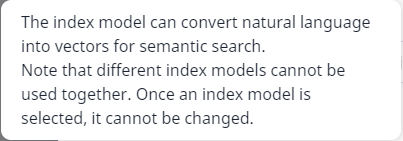 The index model can convert natural language
into vectors for semantic search.
Note that different index models cannot be
used together. Once an index model is
selected, it cannot be changed.